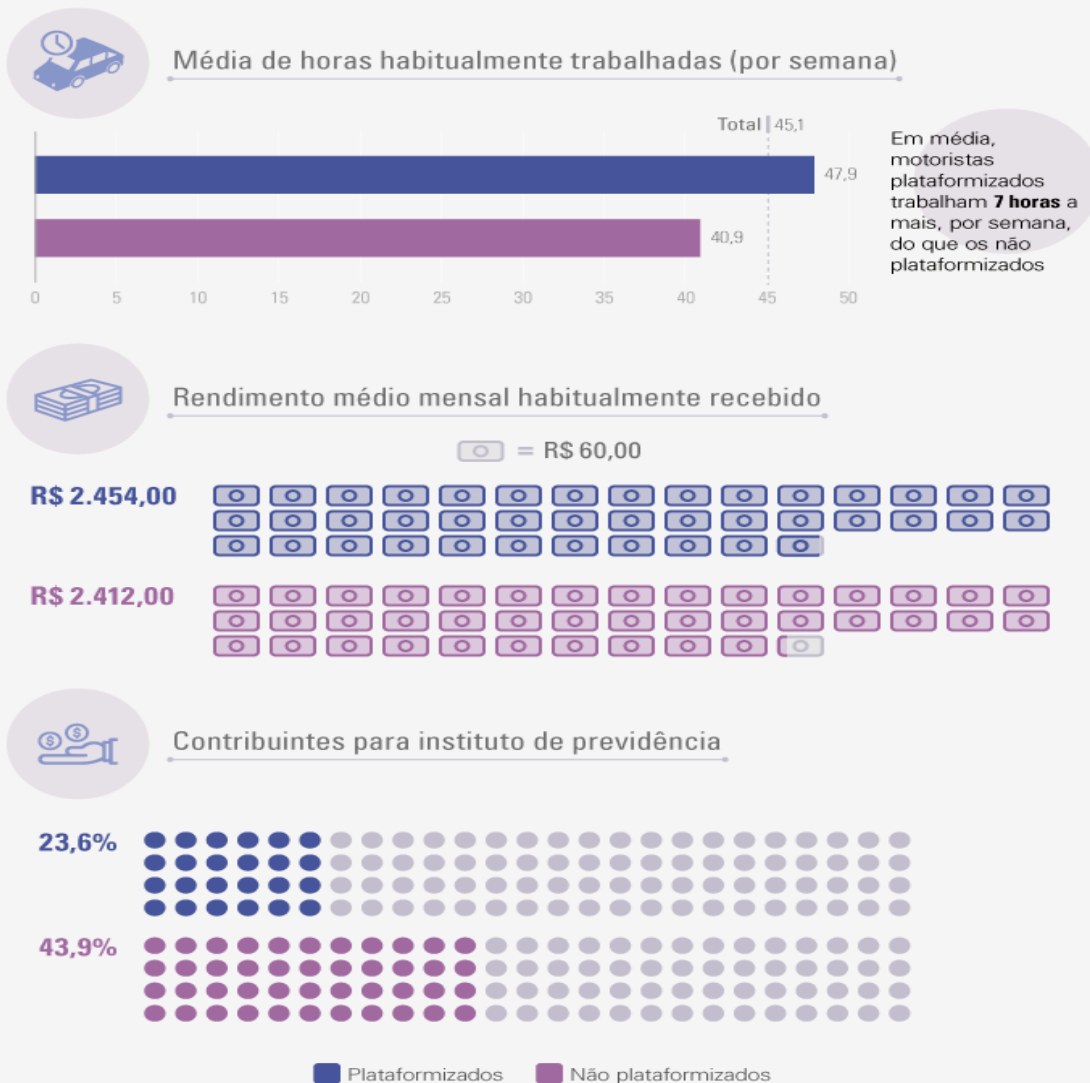 Média de horas habitualmente trabalhadas (por semana)
Total 45,1
47,9
40,9
0 5 10 15 20 25 30 35 40 45 50
Em média,
motoristas
plataformizados
trabalham 7 horas a
mais, por semana,
do que os não
plataformizados
Rendimento médio mensal habitualmente recebido
= R$ 60,00
R$ 2.454,00
R$ 2.412,00
$ $
Contribuintes para instituto de previdência
23,6%
43,9%
Plataformizados Não plataformizados